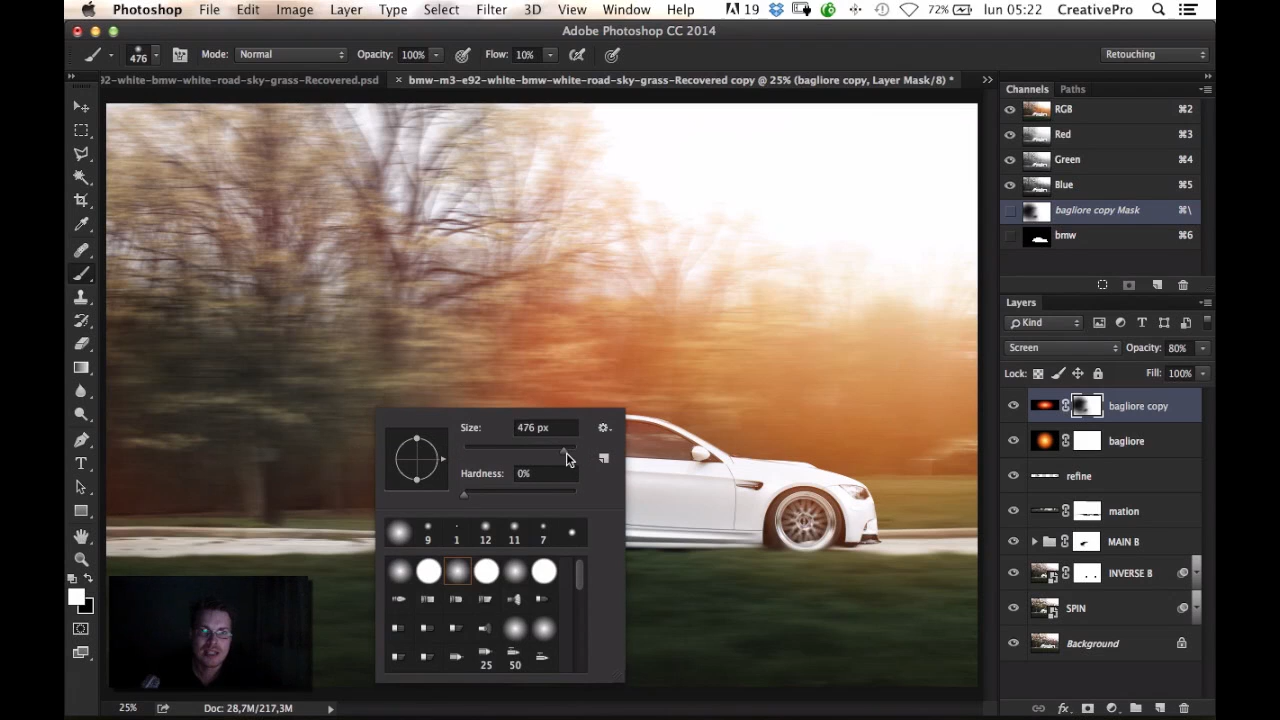 Photoshop File Edit Image Layer Type Select Filter 3D View Window Help 19 72% lun 05:22 CreativePro
Adobe Photoshop CC 2014
476 Mode: Normal Opacity: 100% Flow: 10% Retouching
92-white-bmw-white-road-sky-grass-Recovered.psd × bmw-m3-e92-white-bmw-white-road-sky-grass-Recovered copy @ 25% (bagliore copy, Layer Mask/8) *
Channels Paths
RGB ⌘2
Red ⌘3
Green ⌘4
Blue ⌘5
bagliore copy Mask ⌘\
bmw ⌘6
Layers
Kind
Screen Opacity: 80%
Lock: Fill: 100%
bagliore copy
bagliore
refine
mation
MAIN B
INVERSE B
SPIN
Background
Size: 476 px
Hardness: 0%
9 1 12 11 7
25 50
25% Doc: 28,7M/217,3M